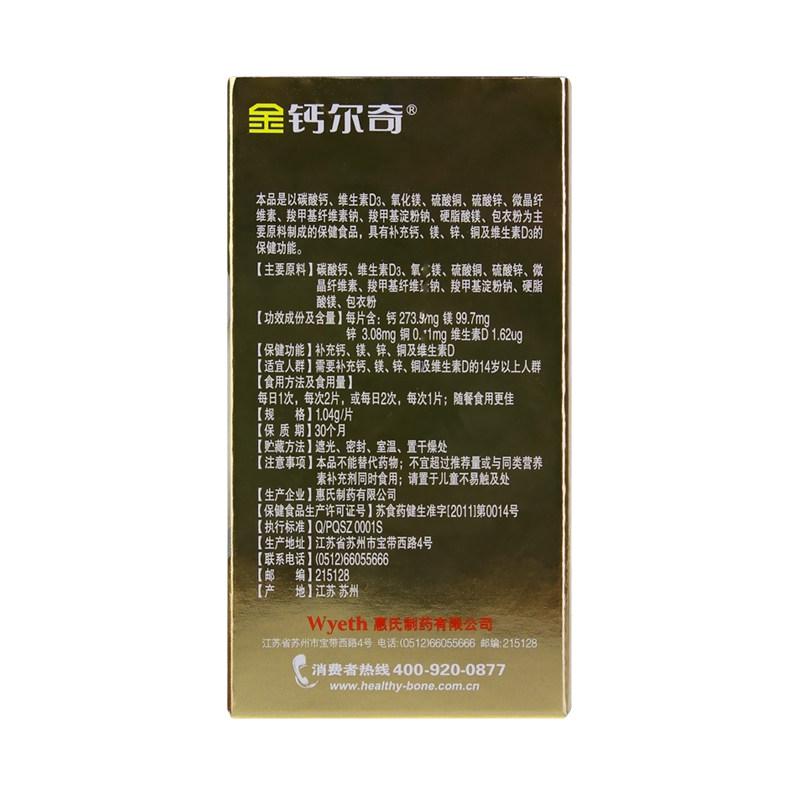 金钙尔奇®
本品是以碳酸钙、维生素D3、氧化镁、硫酸铜、硫酸锌、微晶纤
维素、羧甲基纤维素钠、羧甲基淀粉钠、硬脂酸镁、包衣粉为主
要原料制成的保健食品，具有补充钙、镁、锌、铜及维生素D3的
保健功能。
【主要原料】碳酸钙、维生素D3、氧化镁、硫酸铜、硫酸锌、微
晶纤维素、羧甲基纤维素钠、羧甲基淀粉钠、硬脂
酸镁、包衣粉
【功效成份及含量】每片含：钙 镁 99.7mg
锌 3.08mg 铜 维生素D 1.62ug
【保健功能】补充钙、镁、锌、铜及维生素D
【适宜人群】需要补充钙、镁、锌、铜及维生素D的14岁以上人群
【食用方法及食用量】
每日1次，每次2片，或每日2次，每次1片；随餐食用更佳
【规 格】1.04g/片
【保 质 期】30个月
【贮藏方法】遮光、密封、室温、置干燥处
【注意事项】本品不能替代药物；不宜超过推荐量或与同类营养
素补充剂同时食用；请置于儿童不易触及处
【生产企业】惠氏制药有限公司
【保健食品生产许可证号】苏食药健生准字[2011]第0014号
【执行标准】Q/PQSZ 0001S
【生产地址】江苏省苏州市宝带西路4号
【联系电话】(0512)66055666
【邮 编】215128
【产 地】江苏 苏州
Wyeth 惠氏制药有限公司
江苏省苏州市宝带西路4号 电话:(0512)66055666 邮编:215128
消费者热线 400-920-0877
www.healthy-bone.com.cn